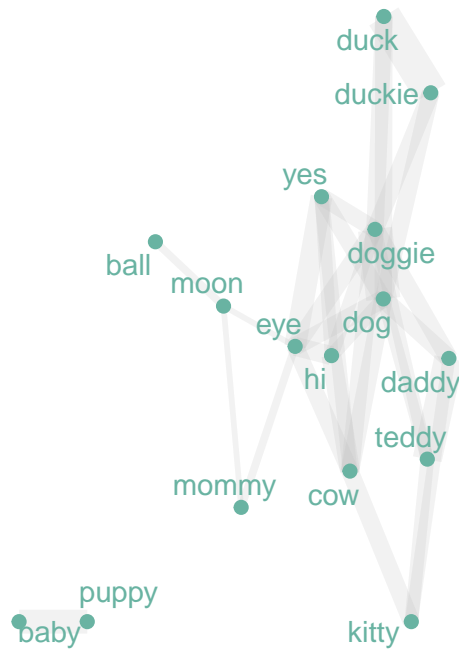 duck
duckie
yes
doggie
ball
moon
eye
dog
hi
daddy
teddy
mommy
cow
puppy
baby
kitty